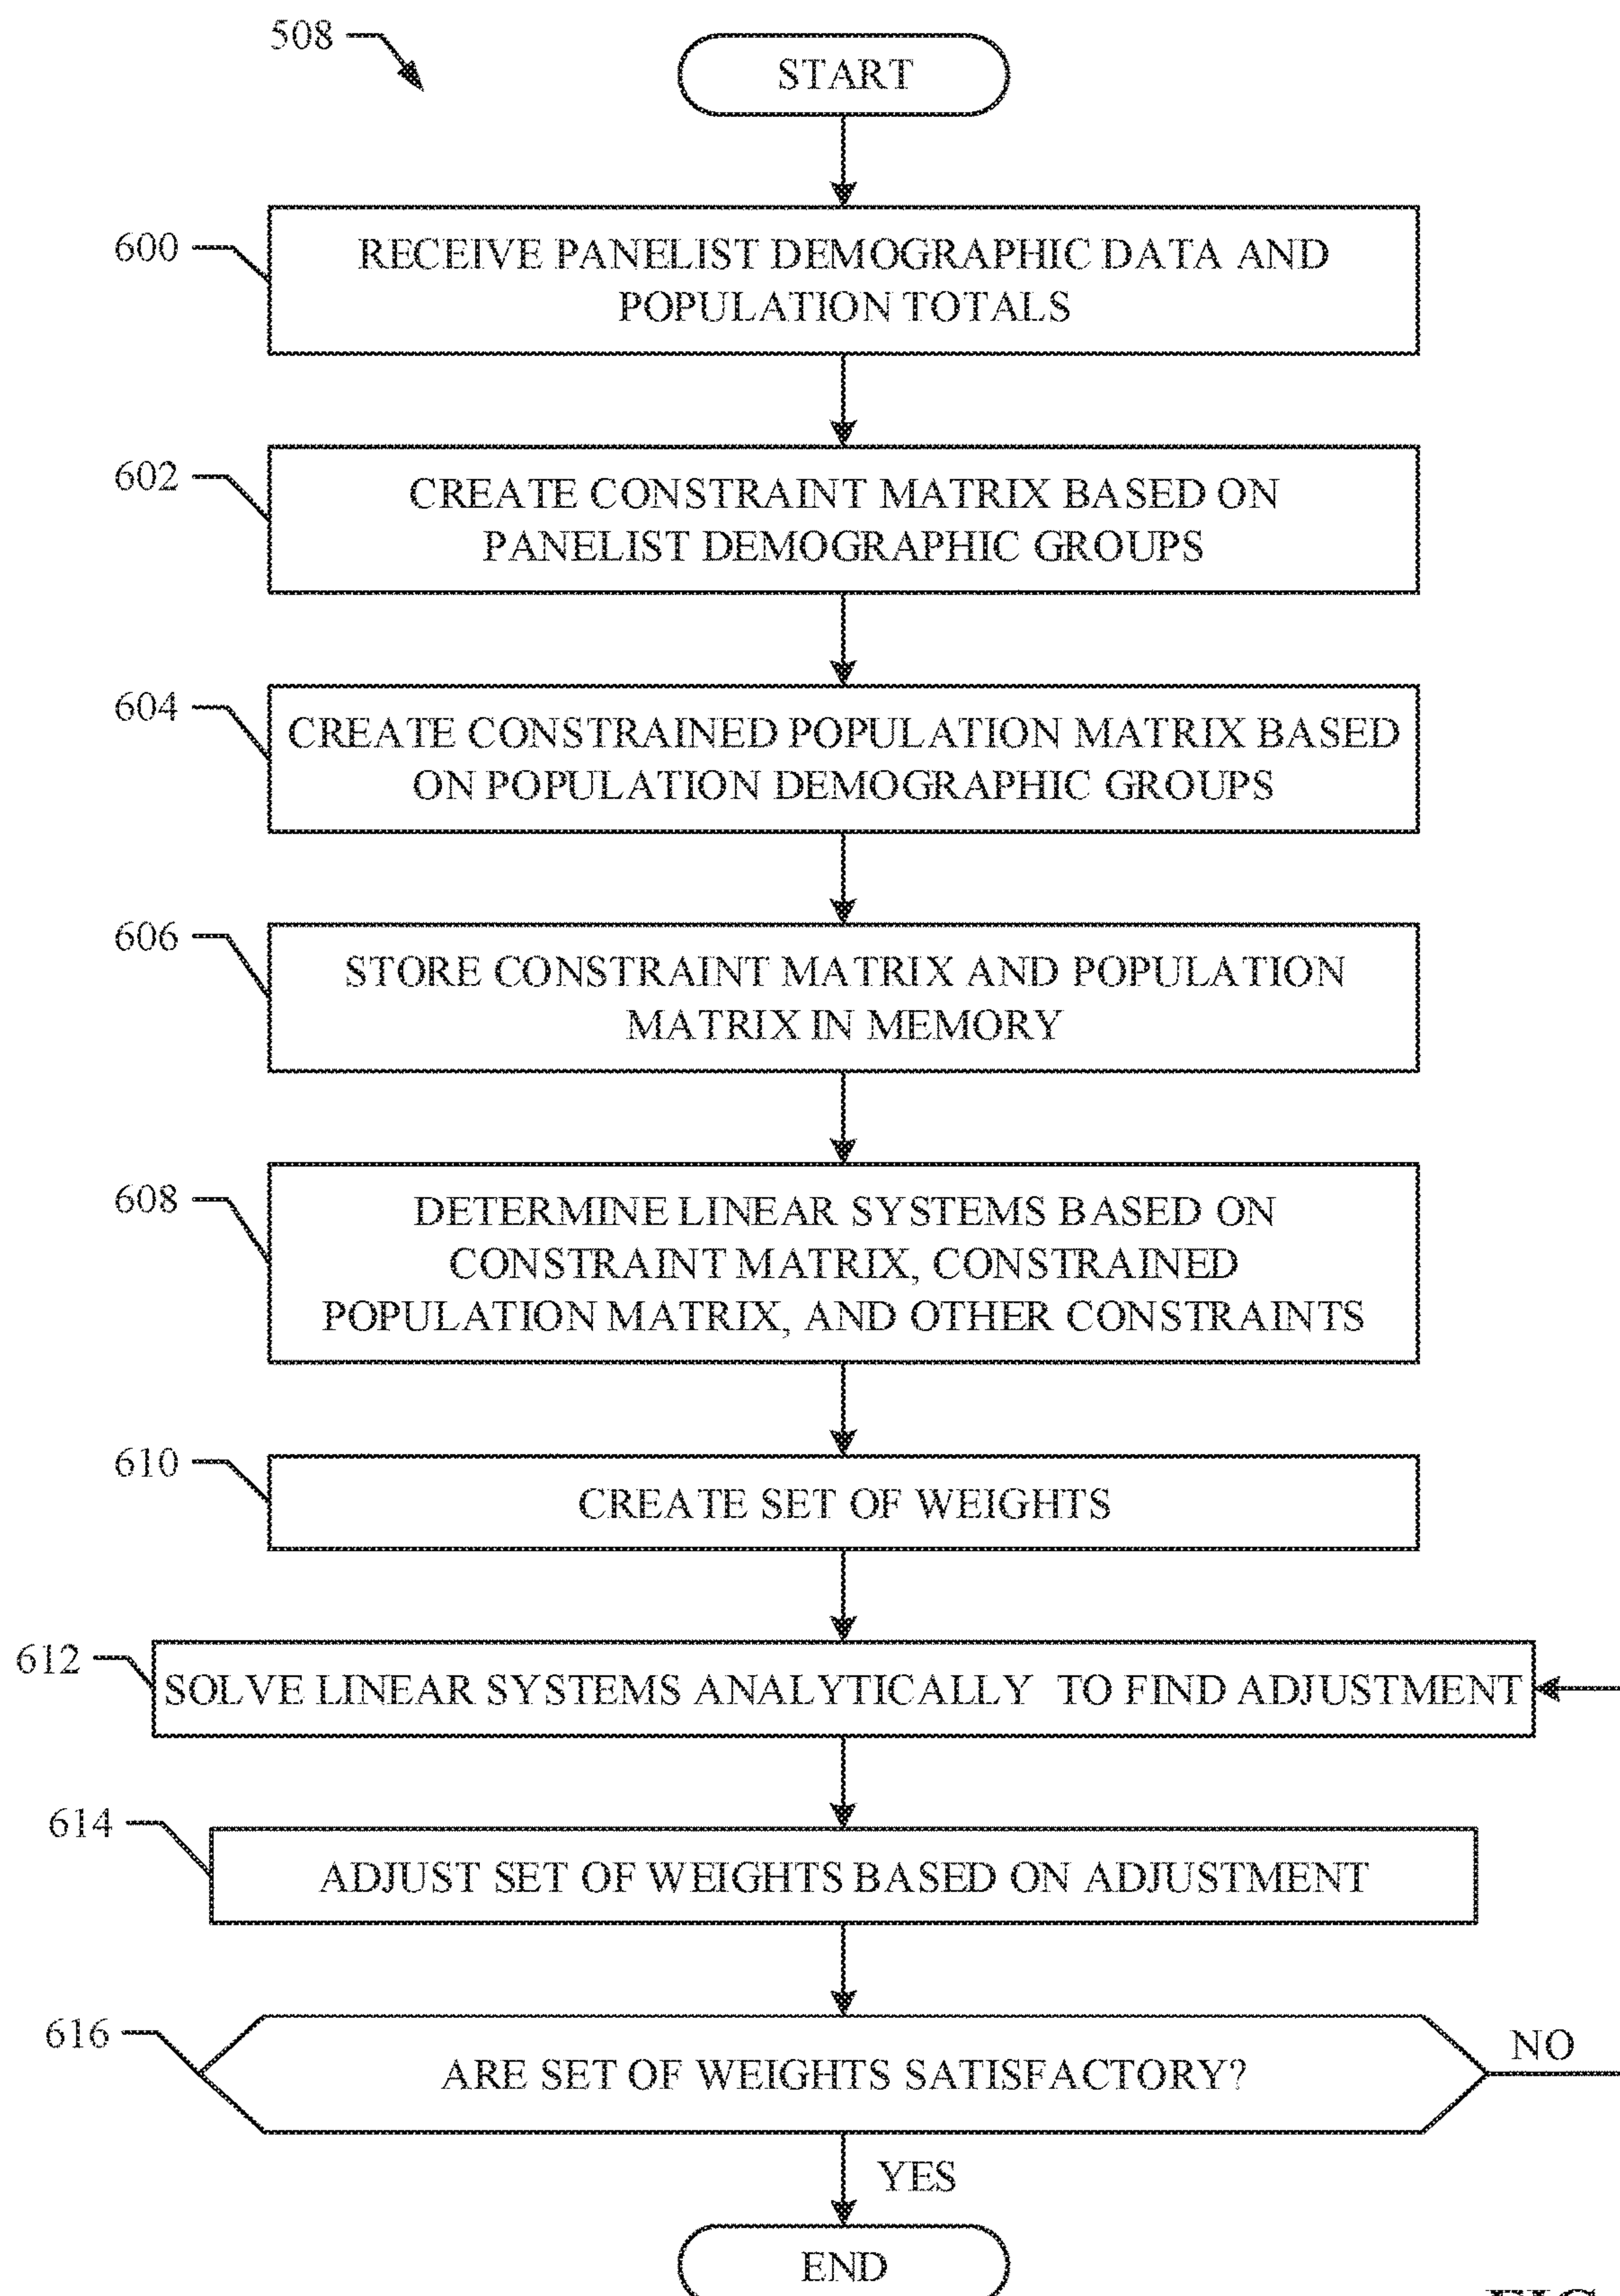 508
START
600
RECEIVE PANELIST DEMOGRAPHIC DATA AND
POPULATION TOTALS
602
CREATE CONSTRAINT MATRIX BASED ON
PANELIST DEMOGRAPHIC GROUPS
604
CREATE CONSTRAINED POPULATION MATRIX BASED
ON POPULATION DEMOGRAPHIC GROUPS
606
STORE CONSTRAINT MATRIX AND POPULATION
MATRIX IN MEMORY
608
DETERMINE LINEAR SYSTEMS BASED ON
CONSTRAINT MATRIX, CONSTRAINED
POPULATION MATRIX, AND OTHER CONSTRAINTS
610
CREATE SET OF WEIGHTS
612
SOLVE LINEAR SYSTEMS ANALYTICALLY TO FIND ADJUSTMENT
614
ADJUST SET OF WEIGHTS BASED ON ADJUSTMENT
616
ARE SET OF WEIGHTS SATISFACTORY?
NO
YES
END